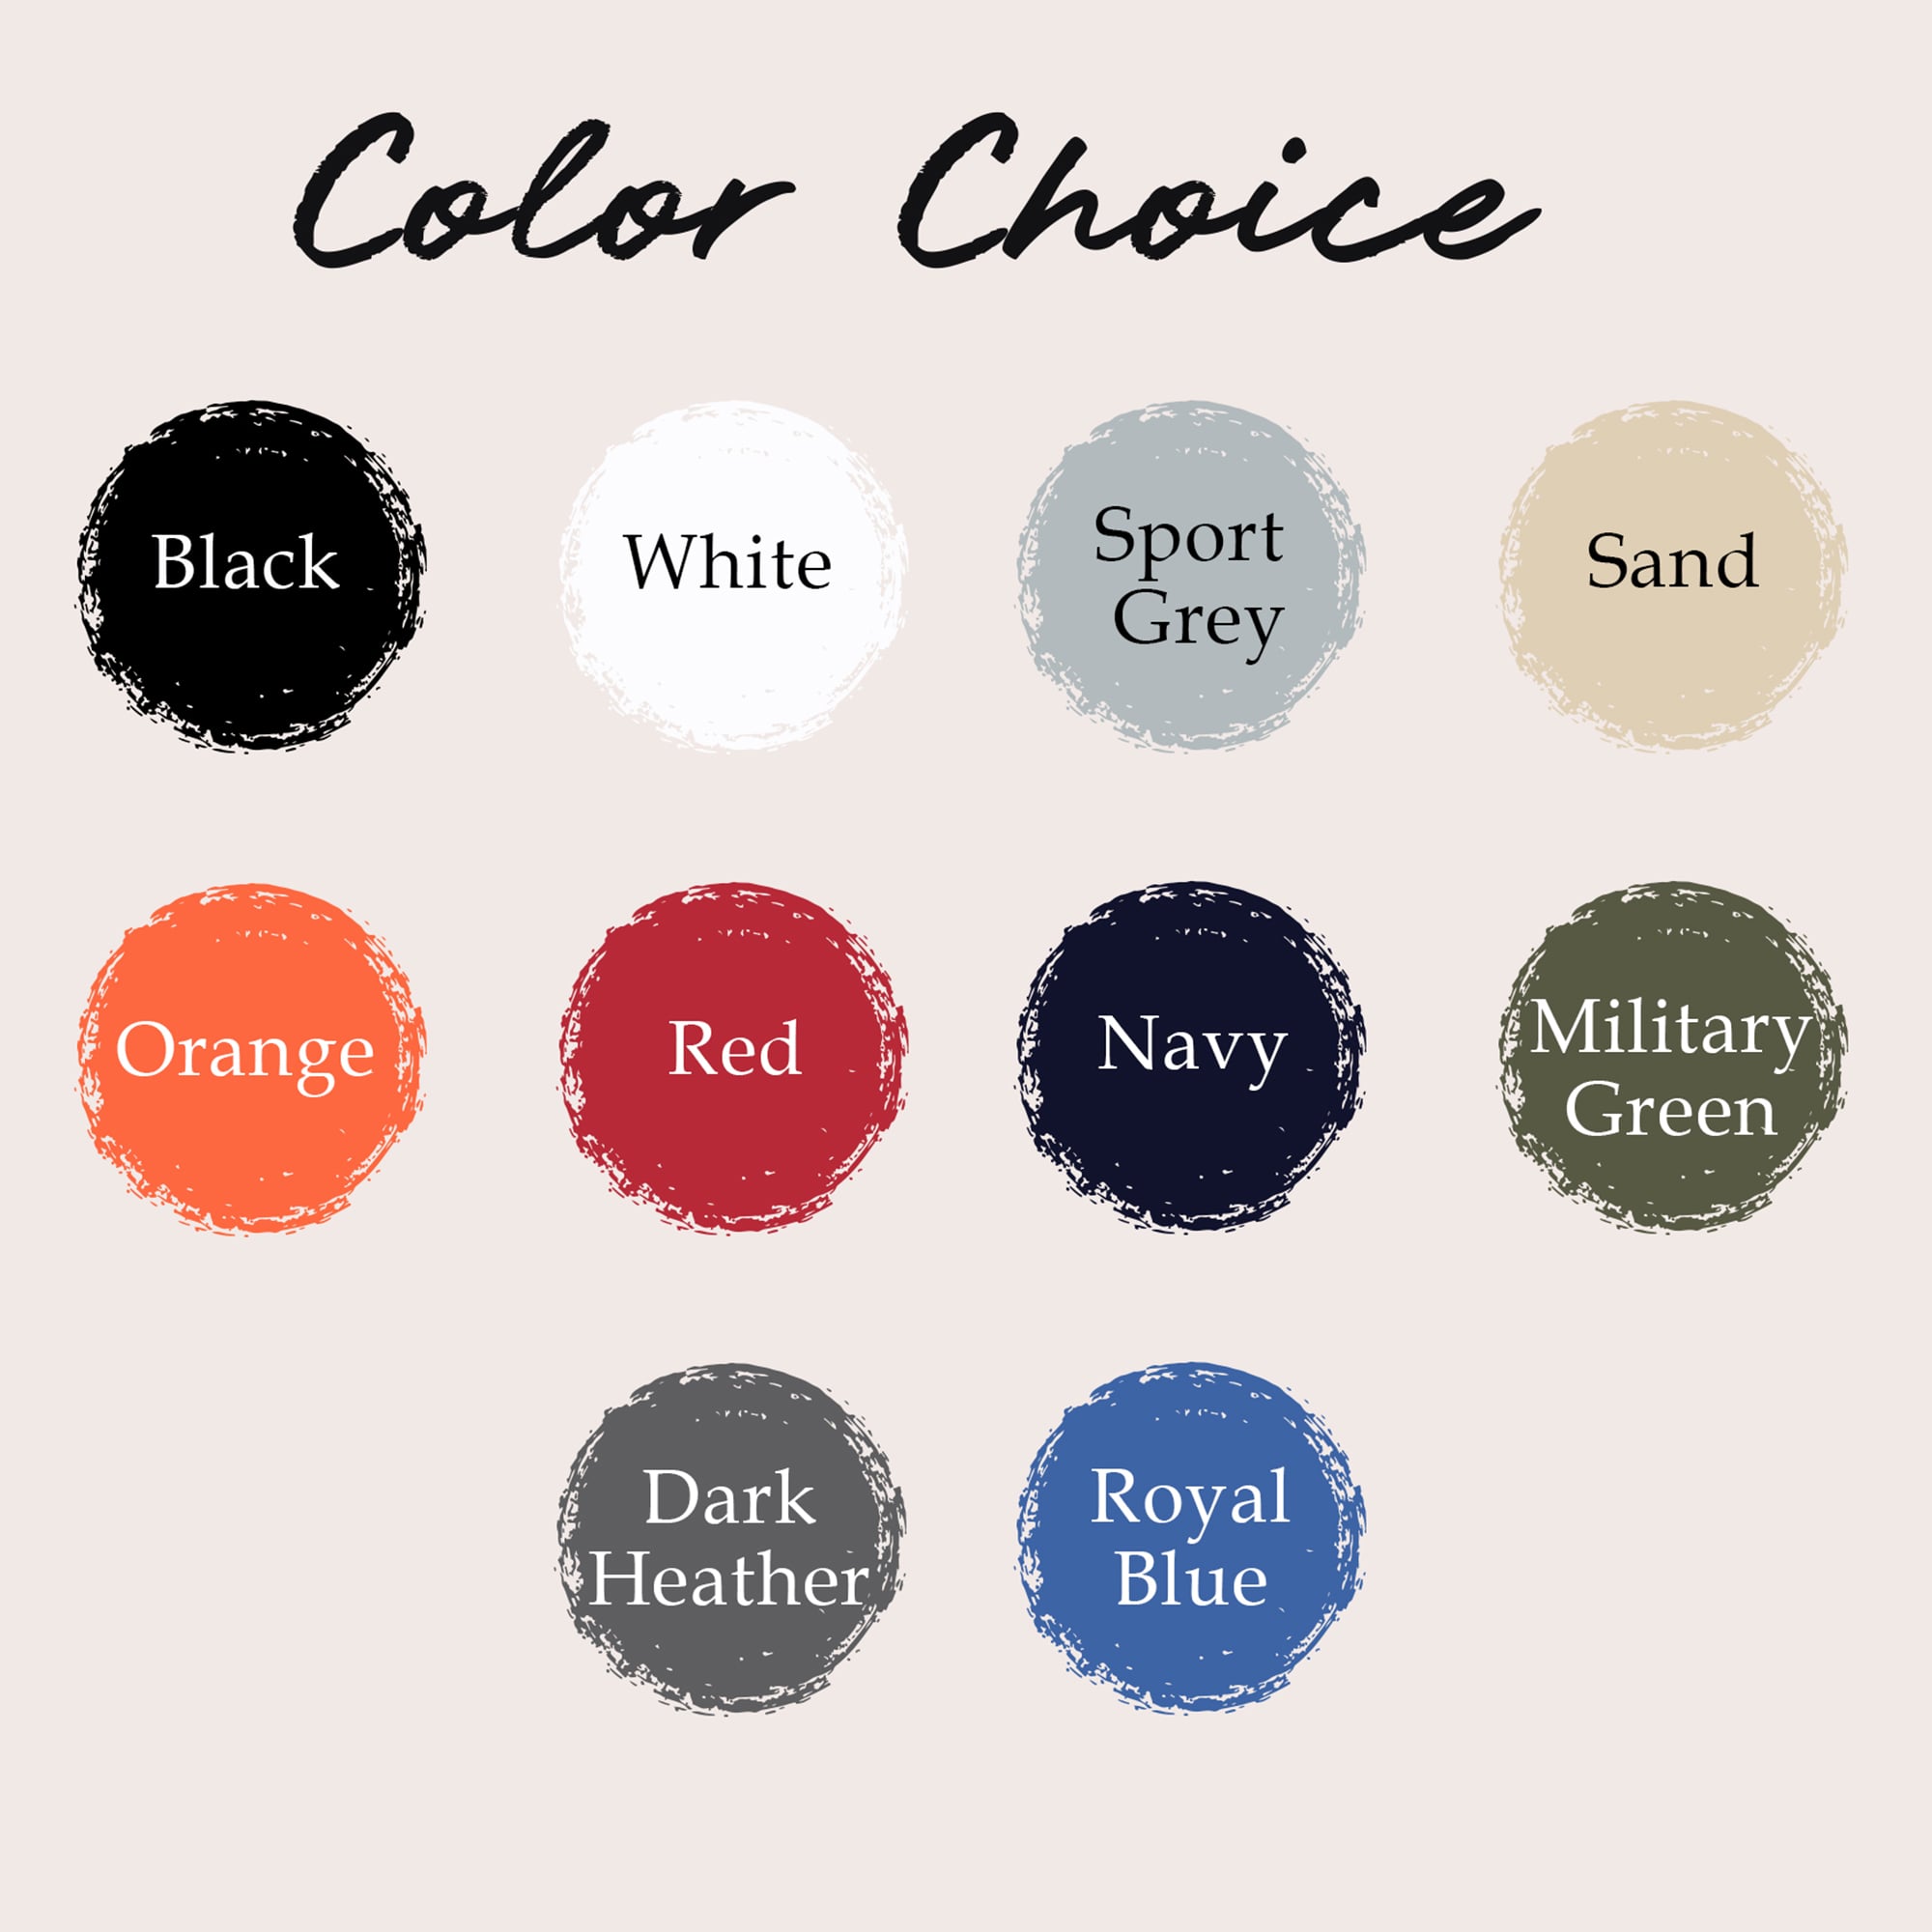 Color Choice
Black
White
Sport
Grey
Sand
Orange
Red
Navy
Military
Green
Dark
Heather
Royal
Blue